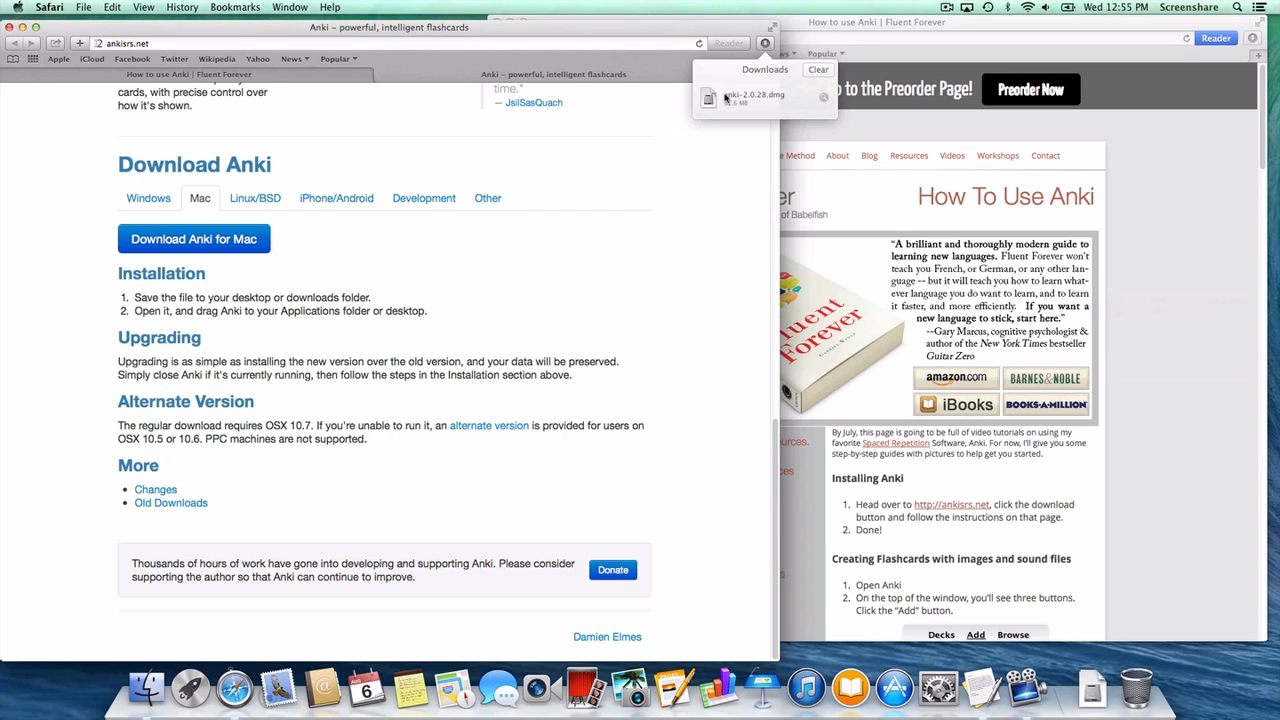 Safari File Edit View History Bookmarks Window Help
Wed 12:55 PM Screenshare
Anki – powerful, intelligent flashcards
How to use Anki | Fluent Forever
ankisrs.net
Reader
Reader
Apple iCloud Facebook Twitter Wikipedia Yahoo News Popular
Popular
How to use Anki | Fluent Forever
Anki – powerful, intelligent flashcards
Downloads Clear
nki-2.0.28.dmg
.6 MB
to the Preorder Page!
Preorder Now
cards, with precise control over
how it's shown.
time."
— JsilSasQuach
Download Anki
Windows Mac Linux/BSD iPhone/Android Development Other
Download Anki for Mac
Installation
1. Save the file to your desktop or downloads folder.
2. Open it, and drag Anki to your Applications folder or desktop.
Upgrading
Upgrading is as simple as installing the new version over the old version, and your data will be preserved.
Simply close Anki if it's currently running, then follow the steps in the Installation section above.
Alternate Version
The regular download requires OSX 10.7. If you're unable to run it, an alternate version is provided for users on
OSX 10.5 or 10.6. PPC machines are not supported.
More
• Changes
• Old Downloads
Thousands of hours of work have gone into developing and supporting Anki. Please consider
supporting the author so that Anki can continue to improve.
Donate
Damien Elmes
e Method About Blog Resources Videos Workshops Contact
er
of Babelfish
How To Use Anki
"A brilliant and thoroughly modern guide to
learning new languages. Fluent Forever won't
teach you French, or German, or any other lan-
guage -- but it will teach you how to learn what-
ever language you do want to learn, and to learn
it faster, and more efficiently. If you want a
new language to stick, start here."
--Gary Marcus, cognitive psychologist &
author of the New York Times bestseller
Guitar Zero
luent
Forever
amazon.com
BARNES&NOBLE
iBooks
BOOKS-A-MILLION
By July, this page is going to be full of video tutorials on using my
favorite Spaced Repetition Software, Anki. For now, I'll give you some
step-by-step guides with pictures to help get you started.
Installing Anki
1. Head over to http://ankisrs.net, click the download
button and follow the instructions on that page.
2. Done!
Creating Flashcards with images and sound files
1. Open Anki
2. On the top of the window, you'll see three buttons.
Click the "Add" button.
Decks Add Browse
AUG
6